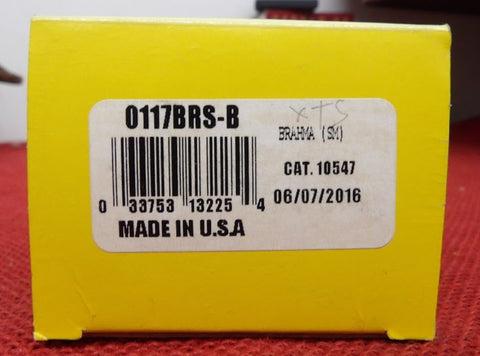 0117BRS-B
xts
BRAHMA (SM)
CAT. 10547
06/07/2016
0 33753 13225 4
MADE IN U.S.A